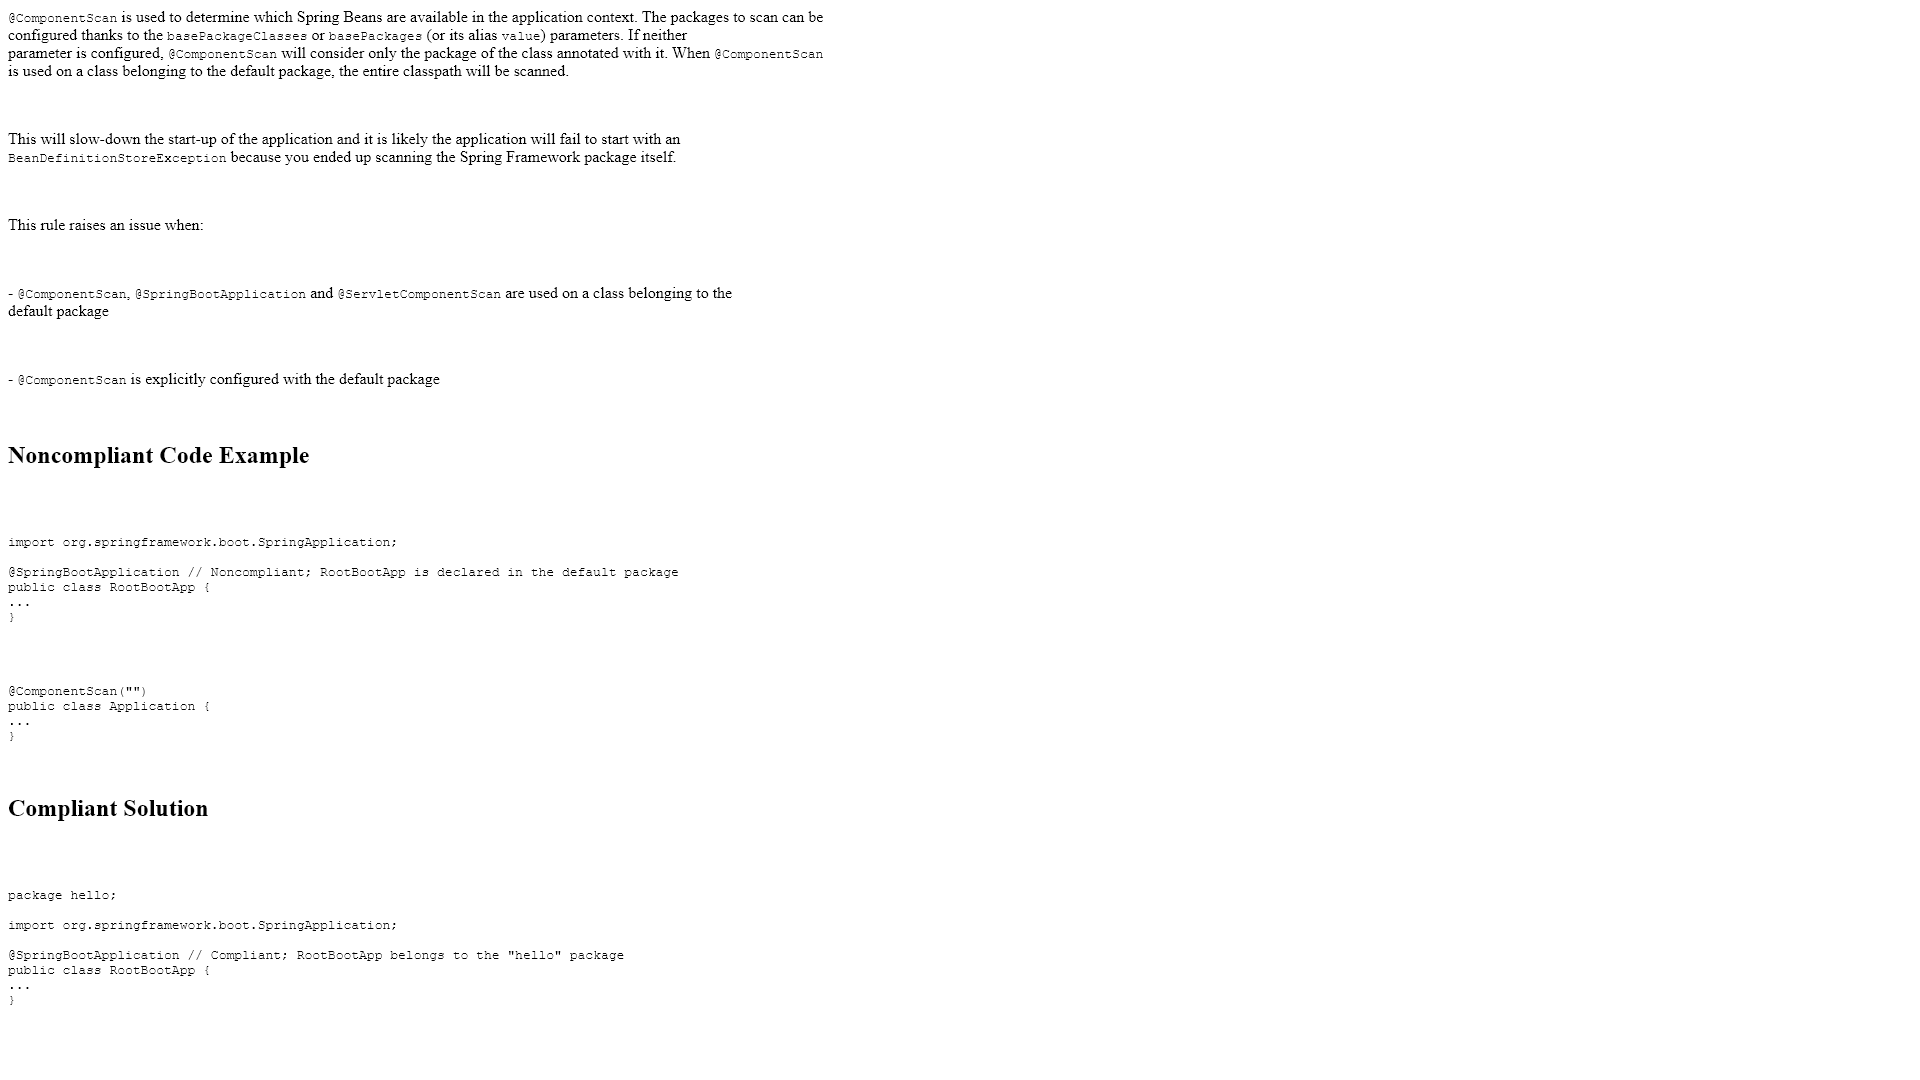 @ComponentScan is used to determine which Spring Beans are available in the application context. The packages to scan can be
configured thanks to the basePackageClasses or basePackages (or its alias value) parameters. If neither
parameter is configured, @ComponentScan will consider only the package of the class annotated with it. When @ComponentScan
is used on a class belonging to the default package, the entire classpath will be scanned.
This will slow-down the start-up of the application and it is likely the application will fail to start with an
BeanDefinitionStoreException because you ended up scanning the Spring Framework package itself.
This rule raises an issue when:
- @ComponentScan, @SpringBootApplication and @ServletComponentScan are used on a class belonging to the
default package
- @ComponentScan is explicitly configured with the default package
Noncompliant Code Example
import org.springframework.boot.SpringApplication;
@SpringBootApplication // Noncompliant; RootBootApp is declared in the default package
public class RootBootApp {
...
}
@ComponentScan("")
public class Application {
...
}
Compliant Solution
package hello;
import org.springframework.boot.SpringApplication;
@SpringBootApplication // Compliant; RootBootApp belongs to the "hello" package
public class RootBootApp {
...
}